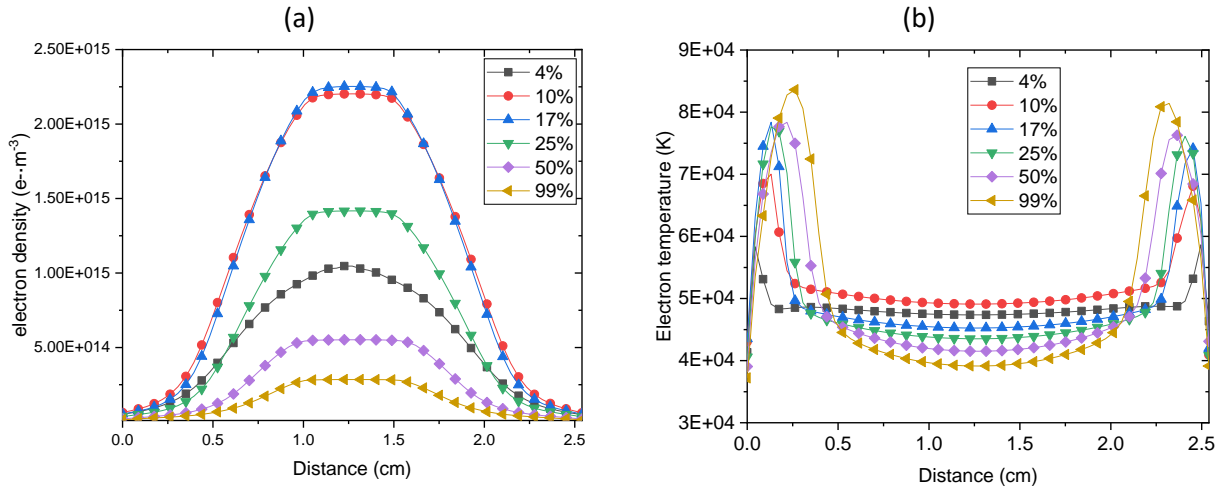 (a)
2.50E+015
2.00E+015
1.50E+015
1.00E+015
5.00E+014
electron density (e--m-3)
4%
10%
17%
25%
50%
99%
0.0 0.5 1.0 1.5 2.0 2.5
Distance (cm)
(b)
9E+04
8E+04
7E+04
6E+04
5E+04
4E+04
3E+04
Electron temperature (K)
4%
10%
17%
25%
50%
99%
0.0 0.5 1.0 1.5 2.0 2.5
Distance (cm)